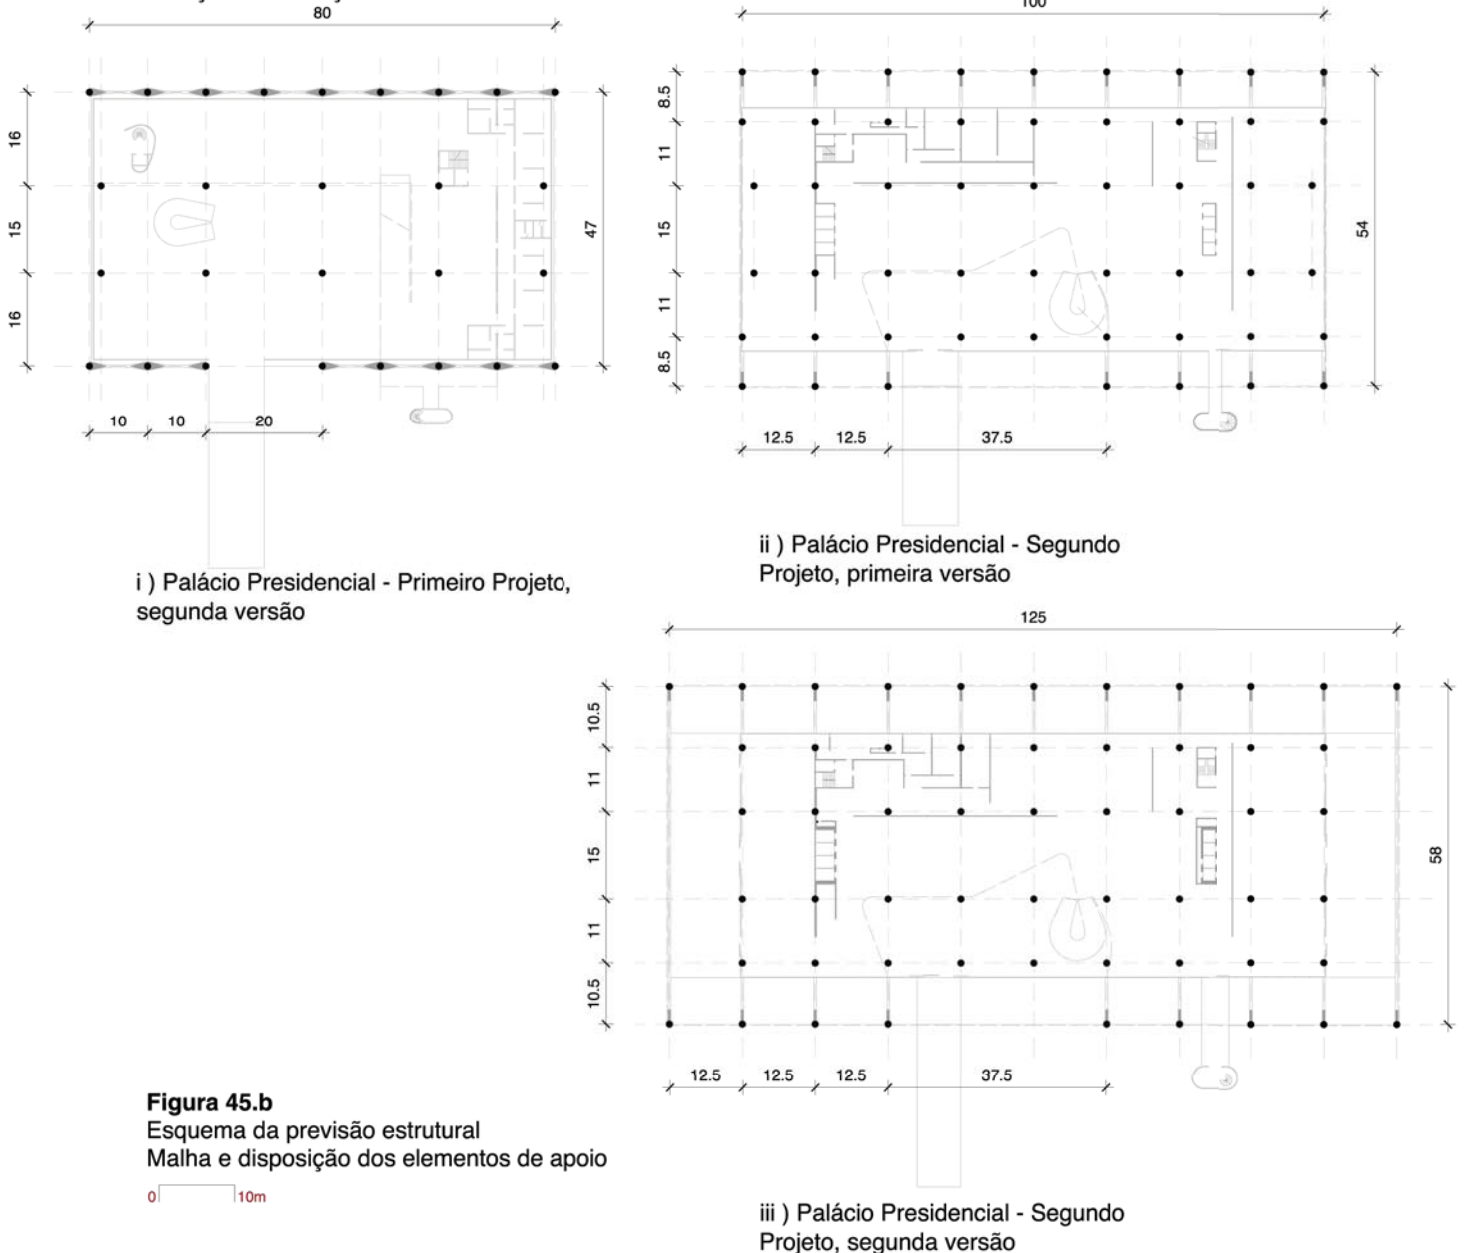 80
16
15
16
47
10
10
20
i ) Palácio Presidencial - Primeiro Projeto,
segunda versão
100
8.5
11
15
11
8.5
54
12.5
12.5
37.5
ii ) Palácio Presidencial - Segundo
Projeto, primeira versão
125
10.5
11
15
11
10.5
58
12.5
12.5
12.5
37.5
Figura 45.b
Esquema da previsão estrutural
Malha e disposição dos elementos de apoio
0 10m
iii ) Palácio Presidencial - Segundo
Projeto, segunda versão